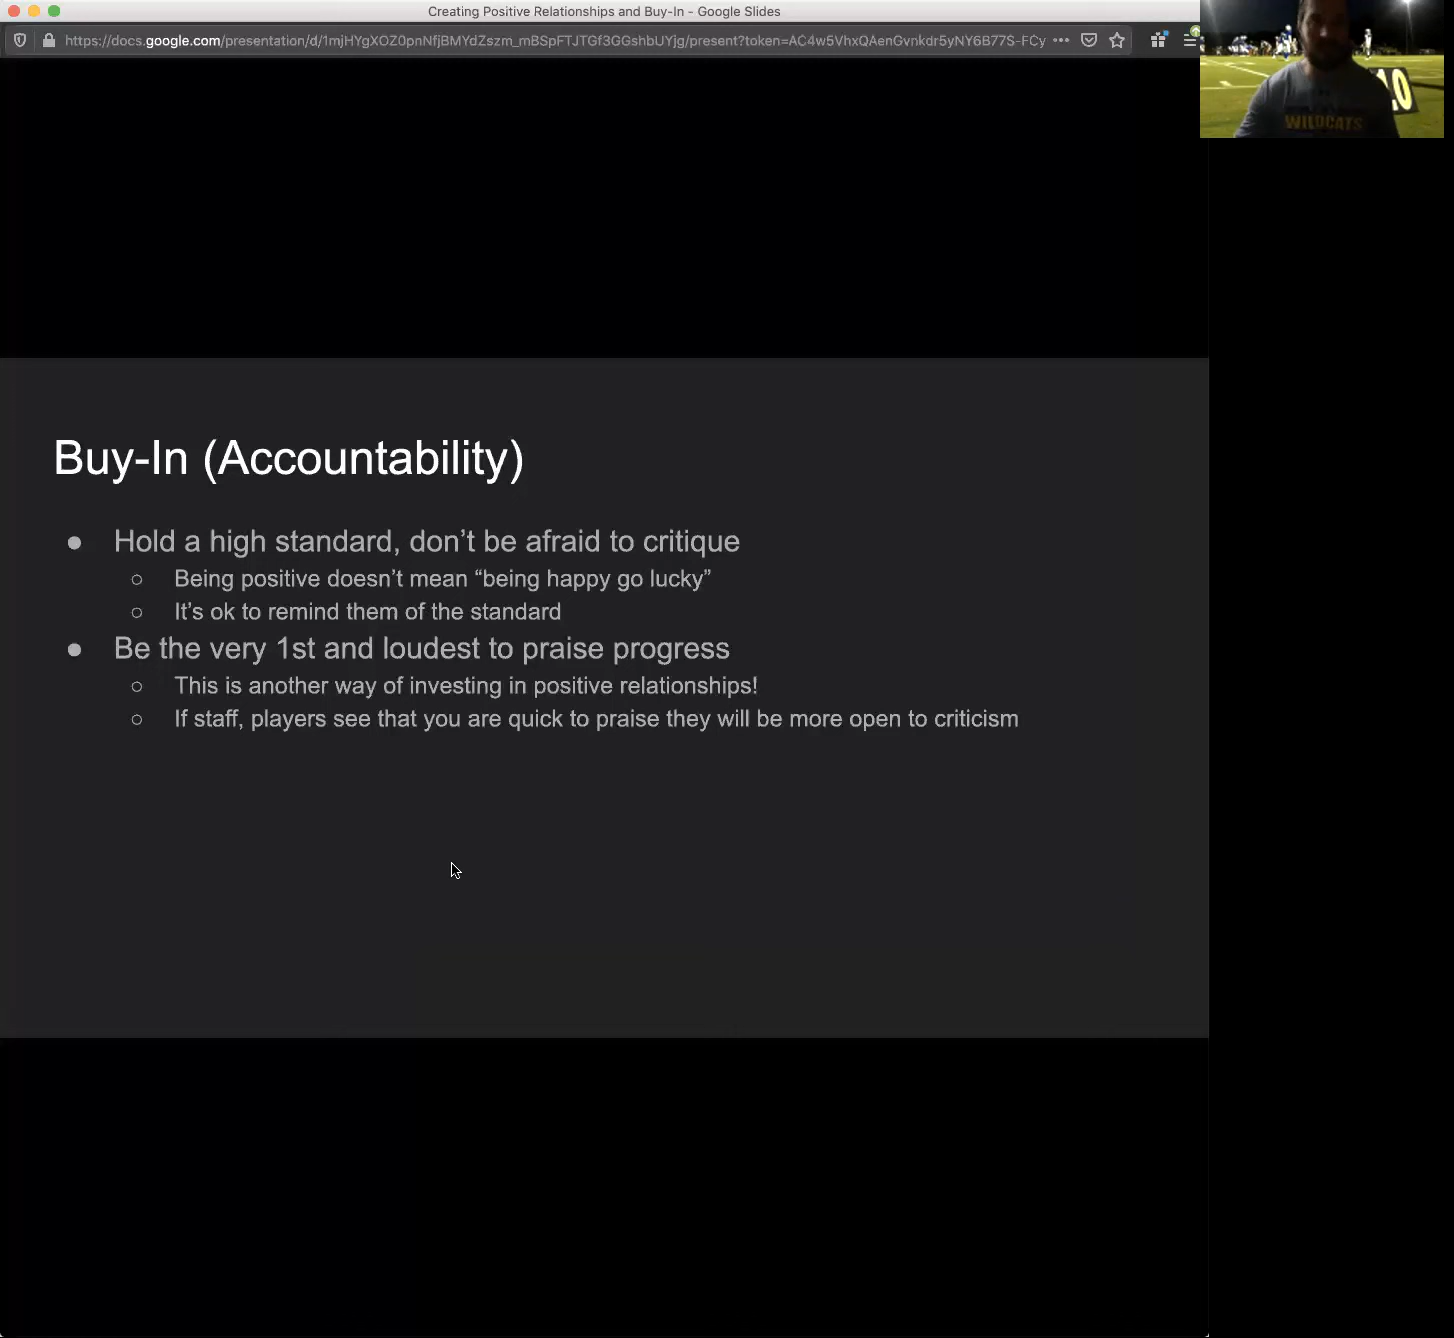 Creating Positive Relationships and Buy-In - Google Slides
https://docs.google.com/presentation/d/1mjHYgXOZ0pnNfjBMYdZszm_mBSpFTJTGf3GGshbUYjg/present?token=AC4w5VhxQAenGvnkdr5yNY6B77S-FCy
WILDCATS
Buy-In (Accountability)
● Hold a high standard, don’t be afraid to critique
○ Being positive doesn’t mean “being happy go lucky”
○ It’s ok to remind them of the standard
● Be the very 1st and loudest to praise progress
○ This is another way of investing in positive relationships!
○ If staff, players see that you are quick to praise they will be more open to criticism